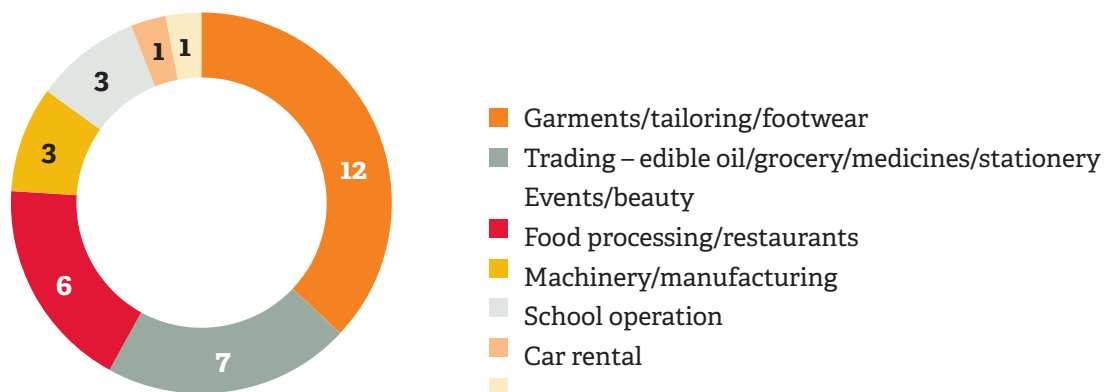 1
1
3
3
12
6
7
Garments/tailoring/footwear
Trading – edible oil/grocery/medicines/stationery
Events/beauty
Food processing/restaurants
Machinery/manufacturing
School operation
Car rental